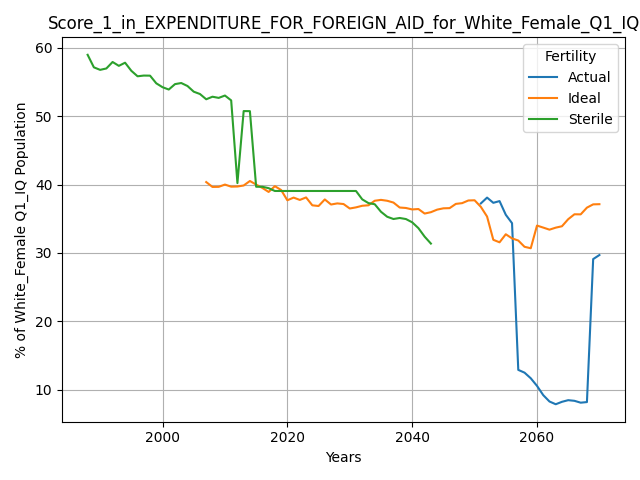 Score_1_in_EXPENDITURE_FOR_FOREIGN_AID_for_White_Female_Q1_IQ
Fertility
Actual
Ideal
Sterile
% of White_Female Q1_IQ Population
60
50
40
30
20
10
2000
2020
2040
2060
Years